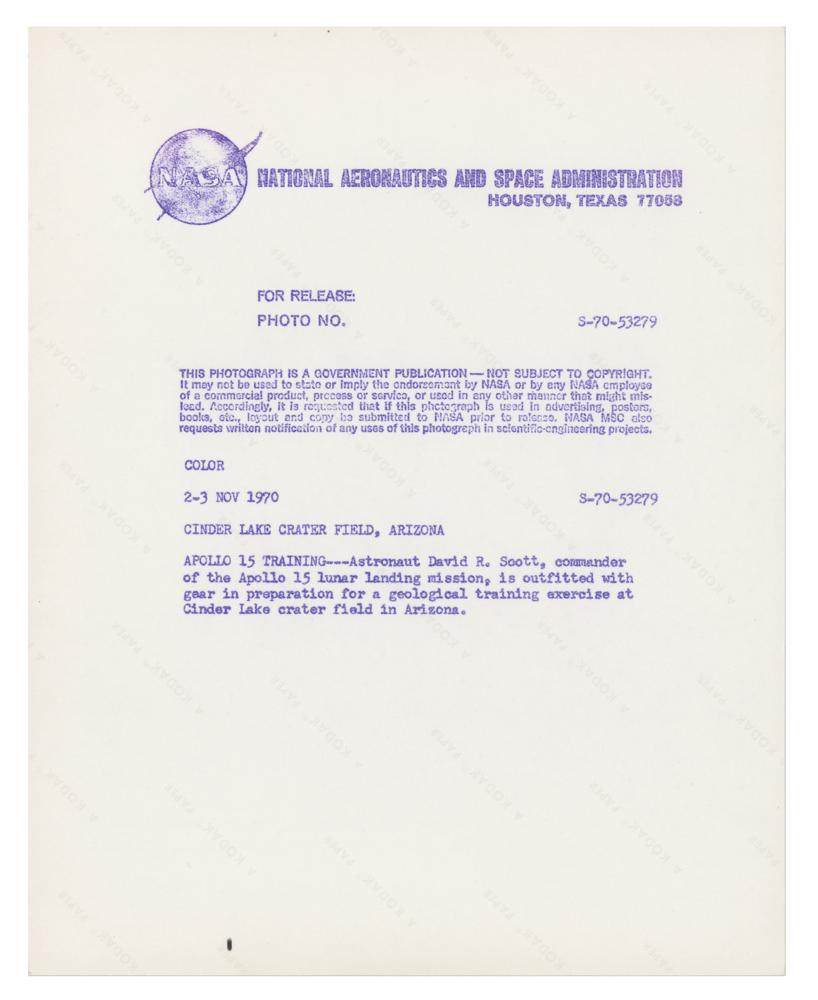 NASA
NATIONAL AERONAUTICS AND SPACE ADMINISTRATION
HOUSTON, TEXAS 77058
FOR RELEASE:
PHOTO NO. S-70-53279
THIS PHOTOGRAPH IS A GOVERNMENT PUBLICATION — NOT SUBJECT TO COPYRIGHT.
It may not be used to state or imply the endorsement by NASA or by any NASA employee
of a commercial product, process or service, or used in any other manner that might mis-
lead. Accordingly, it is requested that if this photograph is used in advertising, posters,
books, etc., layout and copy be submitted to NASA prior to release. NASA MSC also
requests written notification of any uses of this photograph in scientific-engineering projects.
COLOR
2-3 NOV 1970 S-70-53279
CINDER LAKE CRATER FIELD, ARIZONA
APOLLO 15 TRAINING---Astronaut David R. Scott, commander
of the Apollo 15 lunar landing mission, is outfitted with
gear in preparation for a geological training exercise at
Cinder Lake crater field in Arizona.
A KODAK PAPER